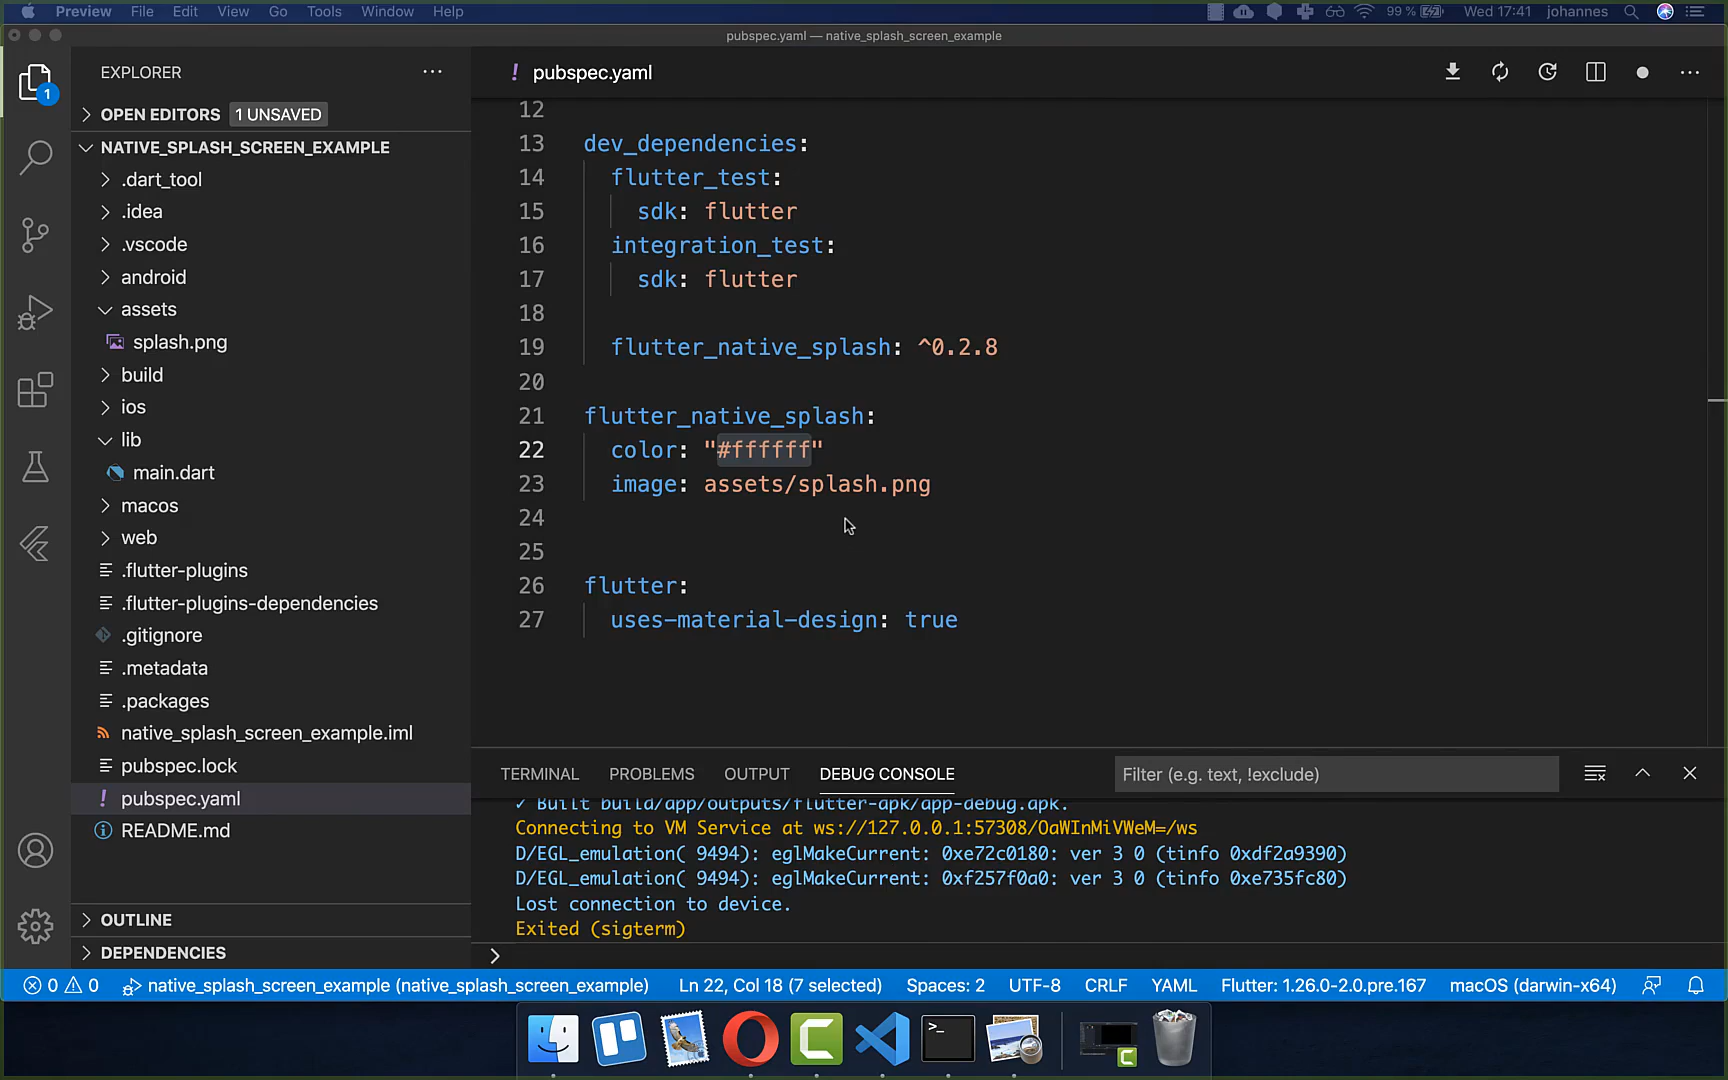 Preview File Edit View Go Tools Window Help 99 % Wed 17:41 johannes
pubspec.yaml — native_splash_screen_example
1
EXPLORER
OPEN EDITORS 1 UNSAVED
NATIVE_SPLASH_SCREEN_EXAMPLE
.dart_tool
.idea
.vscode
android
assets
splash.png
build
ios
lib
main.dart
macos
web
.flutter-plugins
.flutter-plugins-dependencies
.gitignore
.metadata
.packages
native_splash_screen_example.iml
pubspec.lock
! pubspec.yaml
README.md
OUTLINE
DEPENDENCIES
! pubspec.yaml
12
13 dev_dependencies:
14 flutter_test:
15 sdk: flutter
16 integration_test:
17 sdk: flutter
18
19 flutter_native_splash: ^0.2.8
20
21 flutter_native_splash:
22 color: "#ffffff"
23 image: assets/splash.png
24
25
26 flutter:
27 uses-material-design: true
TERMINAL PROBLEMS OUTPUT DEBUG CONSOLE Filter (e.g. text, !exclude)
✓ Built build/app/outputs/flutter-apk/app-debug.apk.
Connecting to VM Service at ws://127.0.0.1:57308/OaWInMiVWeM=/ws
D/EGL_emulation( 9494): eglMakeCurrent: 0xe72c0180: ver 3 0 (tinfo 0xdf2a9390)
D/EGL_emulation( 9494): eglMakeCurrent: 0xf257f0a0: ver 3 0 (tinfo 0xe735fc80)
Lost connection to device.
Exited (sigterm)
0 0 native_splash_screen_example (native_splash_screen_example) Ln 22, Col 18 (7 selected) Spaces: 2 UTF-8 CRLF YAML Flutter: 1.26.0-2.0.pre.167 macOS (darwin-x64)